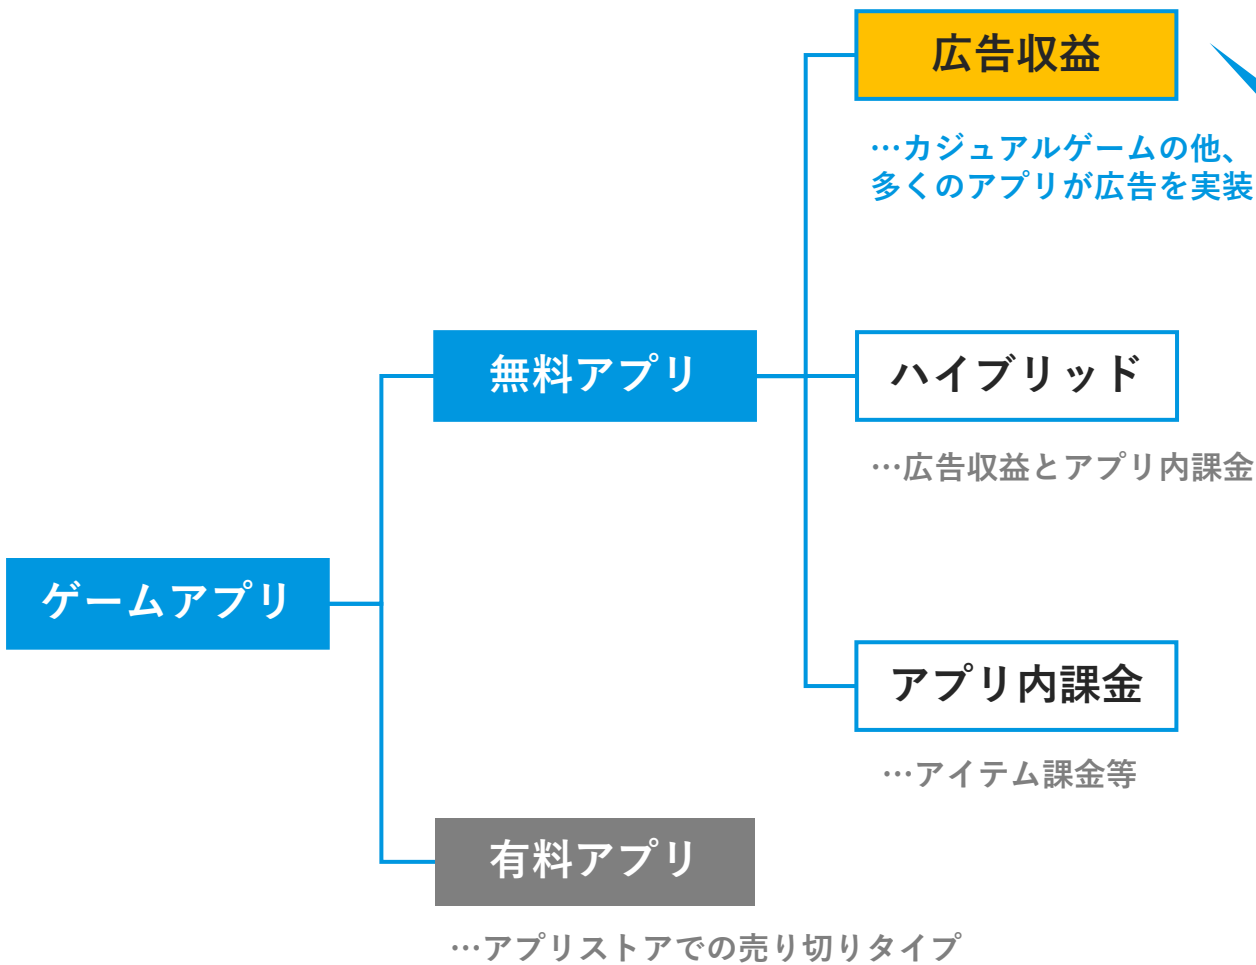 広告収益
…カジュアルゲームの他、
多くのアプリが広告を実装
無料アプリ
ハイブリッド
…広告収益とアプリ内課金
ゲームアプリ
アプリ内課金
…アイテム課金等
有料アプリ
…アプリストアでの売り切りタイプ